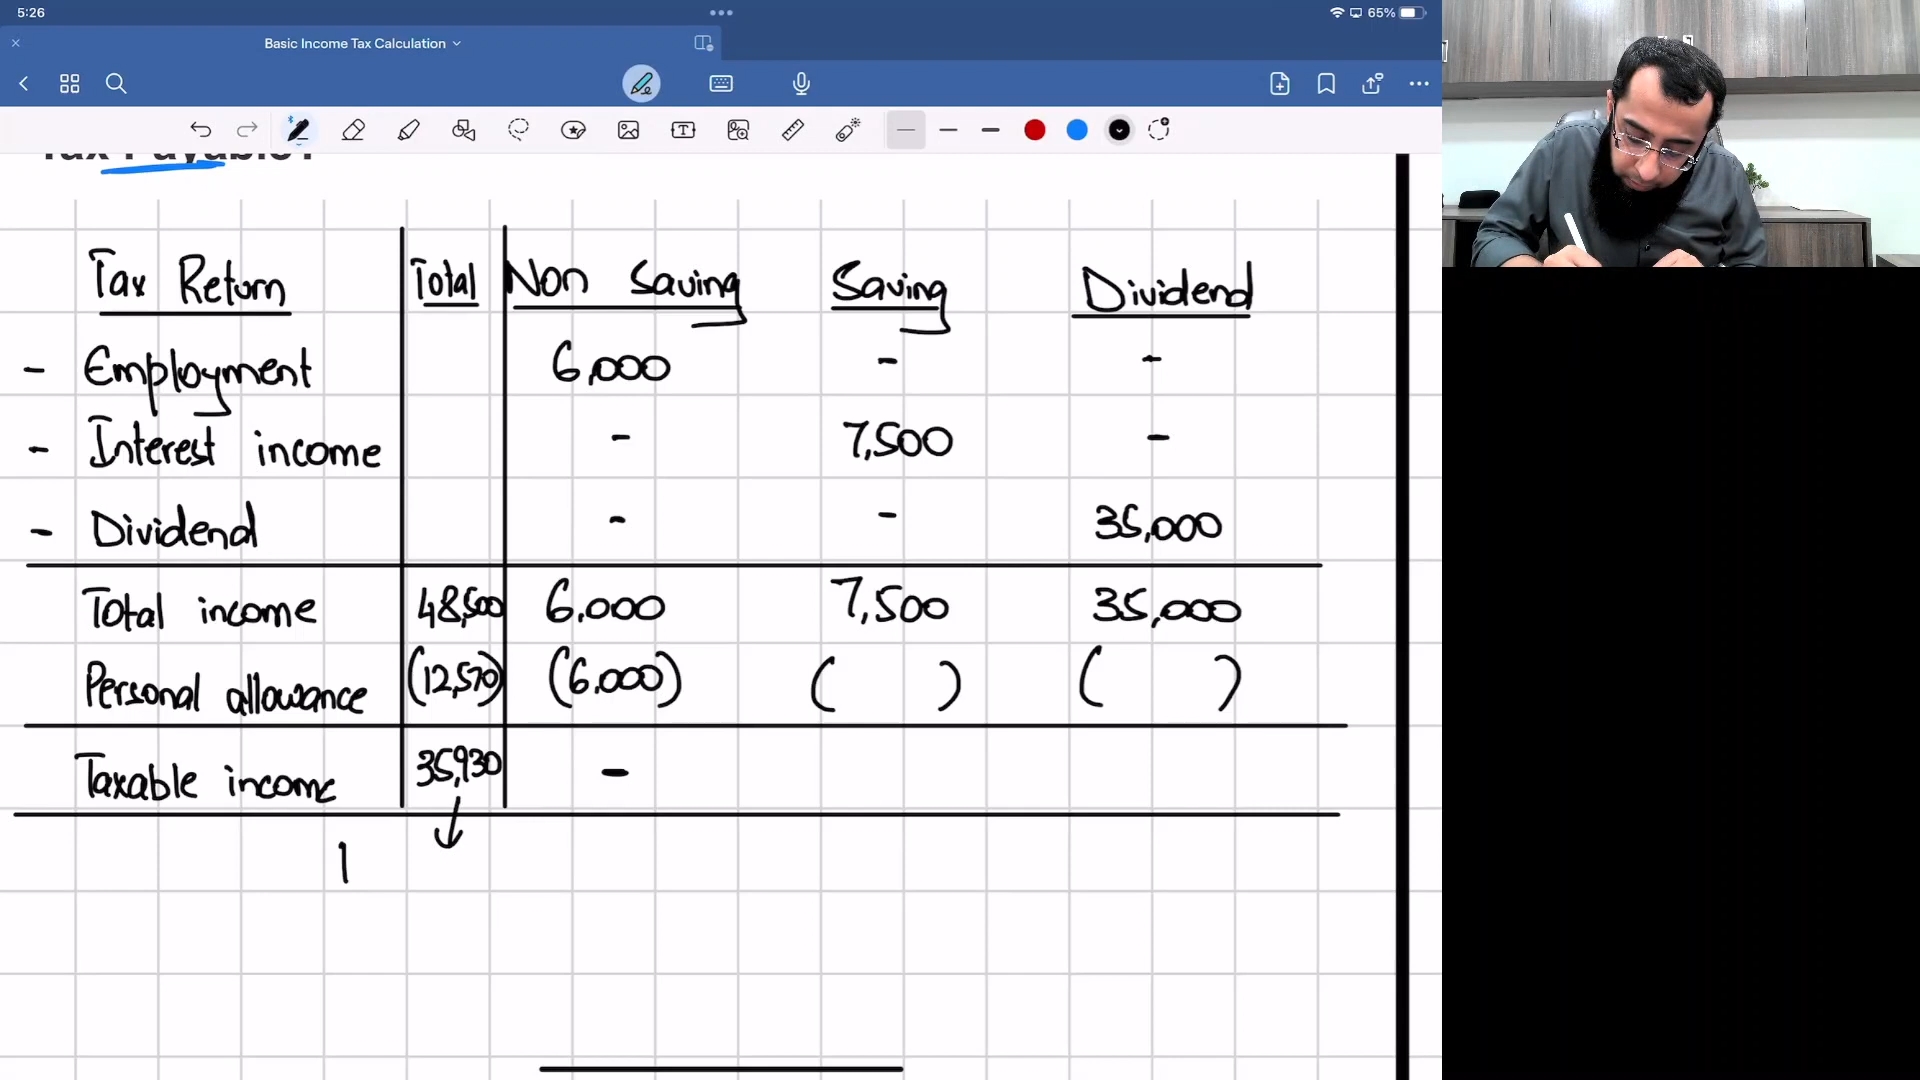 5:26
65%
Basic Income Tax Calculation
Tax Payable?
Tax Return Total Non Saving Saving Dividend
- Employment 6,000 - -
- Interest income - 7,500 -
- Dividend - - 35,000
Total income 48,500 6,000 7,500 35,000
Personal allowance (12,570) (6,000) ( ) ( )
Taxable income 35,930 -